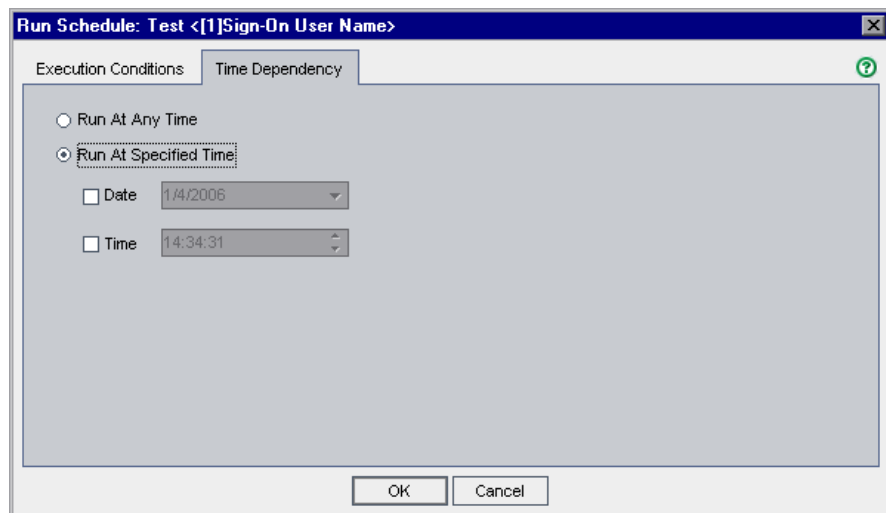 Run Schedule: Test <[1]Sign-On User Name>
Execution Conditions
Time Dependency
Run At Any Time
Run At Specified Time
Date 1/4/2006
Time 14:34:31
OK
Cancel